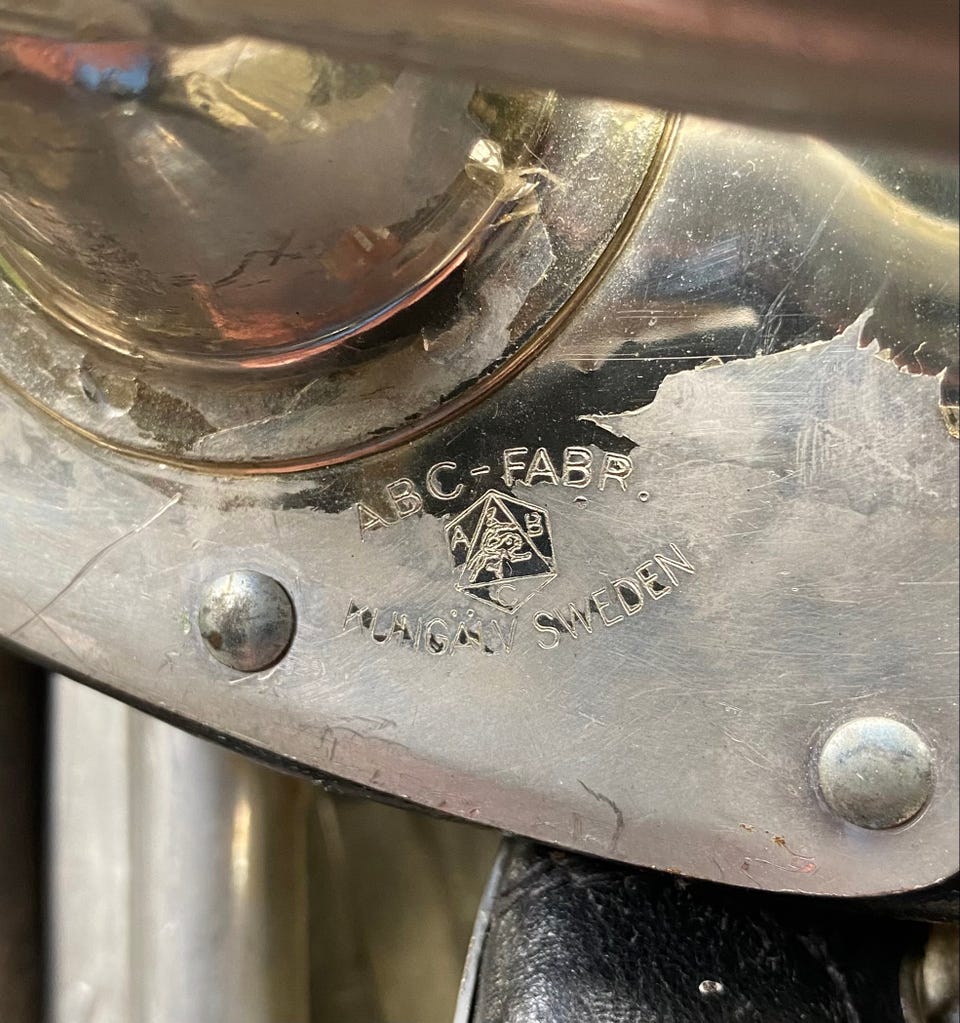 ABC-FABR.
A B
C
KUNGÄLV SWEDEN